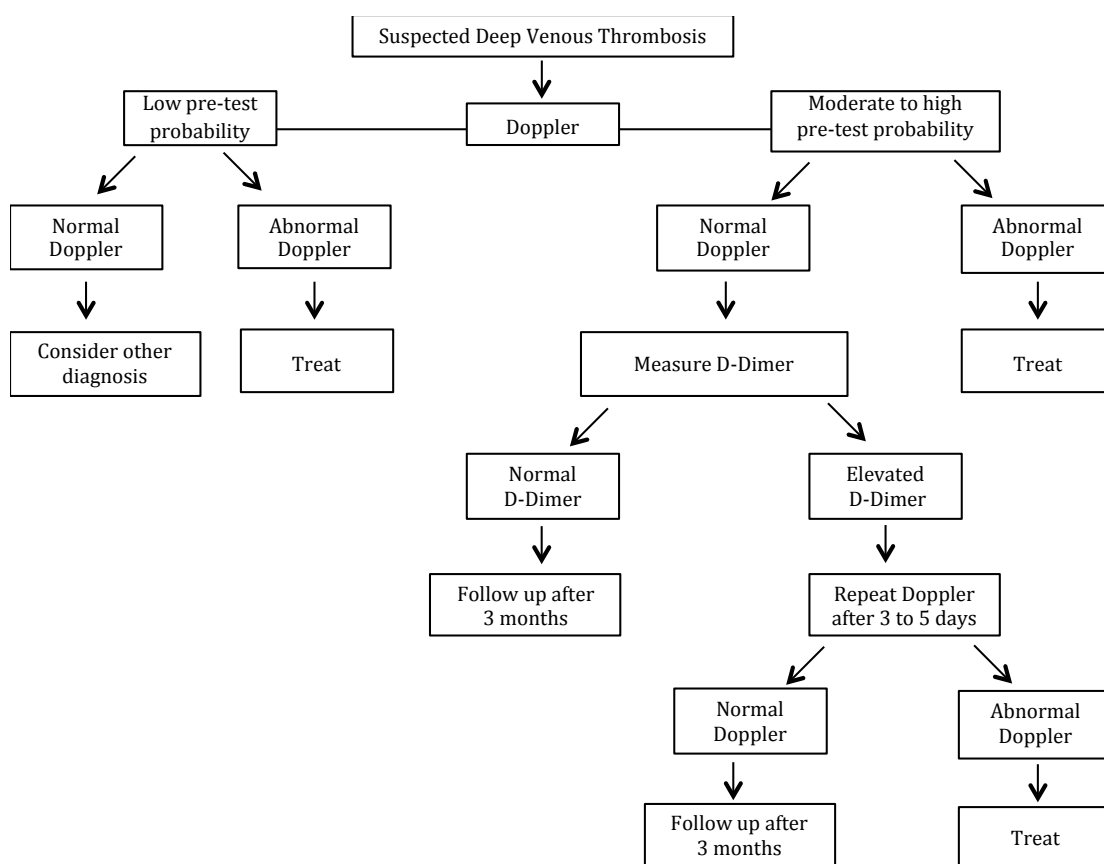 Suspected Deep Venous Thrombosis
Low pre-test
probability
Doppler
Moderate to high
pre-test probability
Normal
Doppler
Abnormal
Doppler
Normal
Doppler
Abnormal
Doppler
Consider other
diagnosis
Treat
Measure D-Dimer
Treat
Normal
D-Dimer
Elevated
D-Dimer
Follow up after
3 months
Repeat Doppler
after 3 to 5 days
Normal
Doppler
Abnormal
Doppler
Follow up after
3 months
Treat